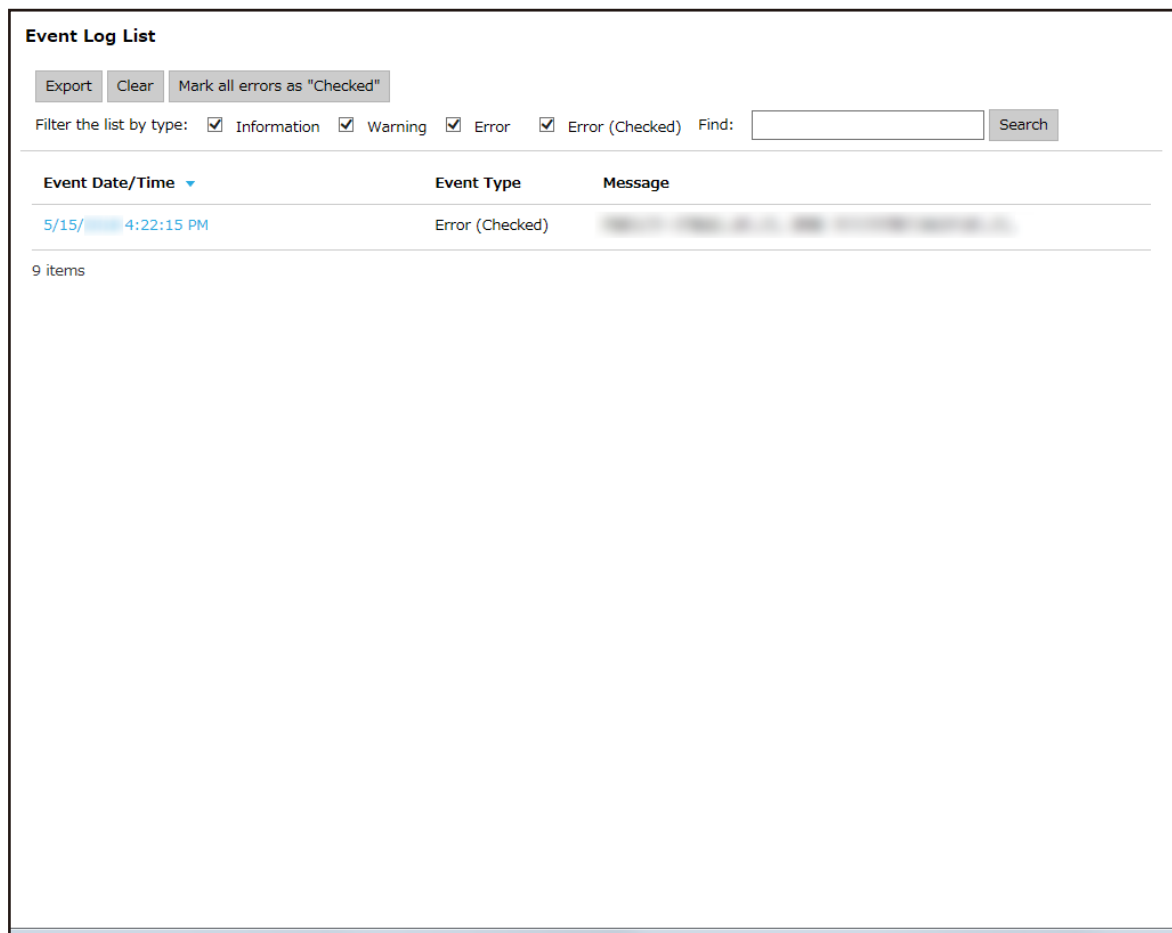 Event Log List
Export Clear Mark all errors as "Checked"
Filter the list by type: Information Warning Error Error (Checked) Find: Search
Event Date/Time Event Type Message
5/15/ 4:22:15 PM Error (Checked)
9 items